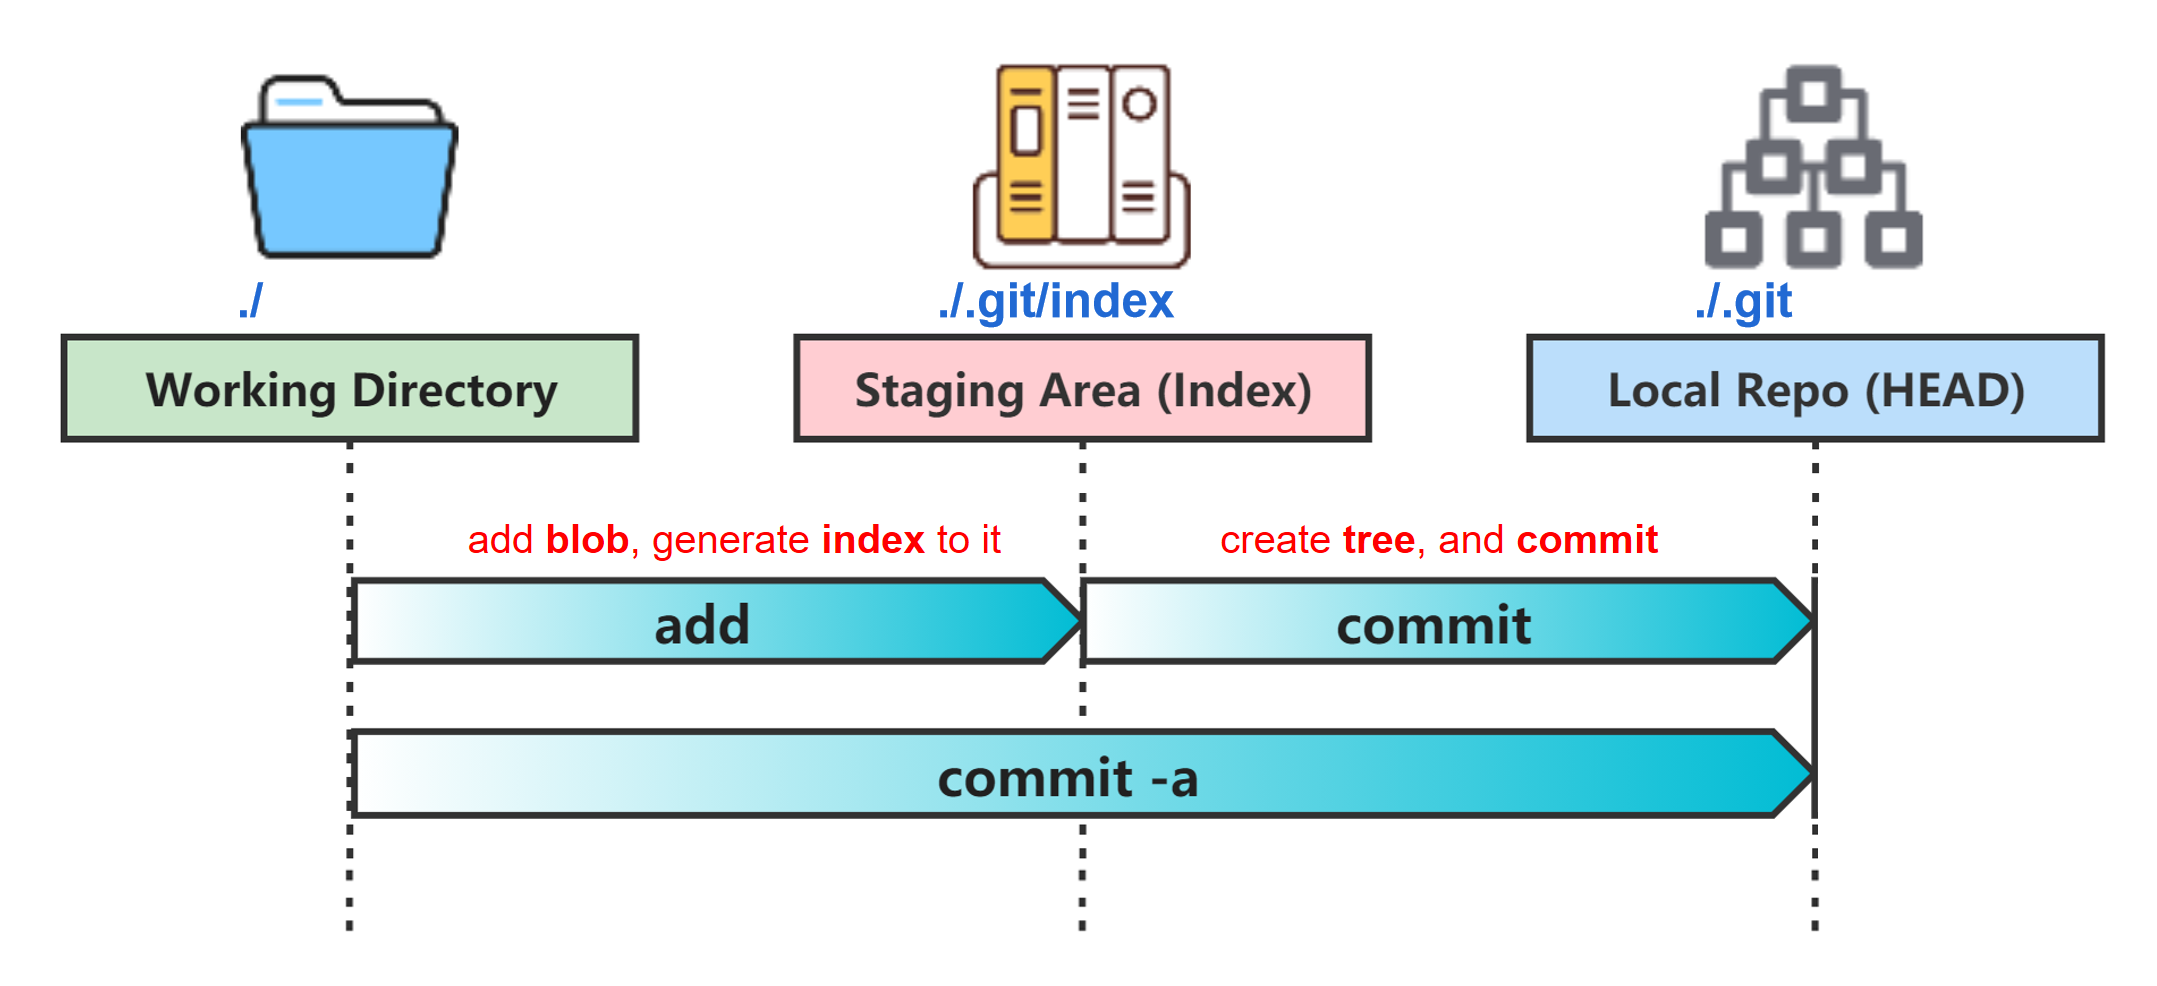 ./
./.git/index
./.git
Working Directory
Staging Area (Index)
Local Repo (HEAD)
add blob, generate index to it
create tree, and commit
add
commit
commit -a